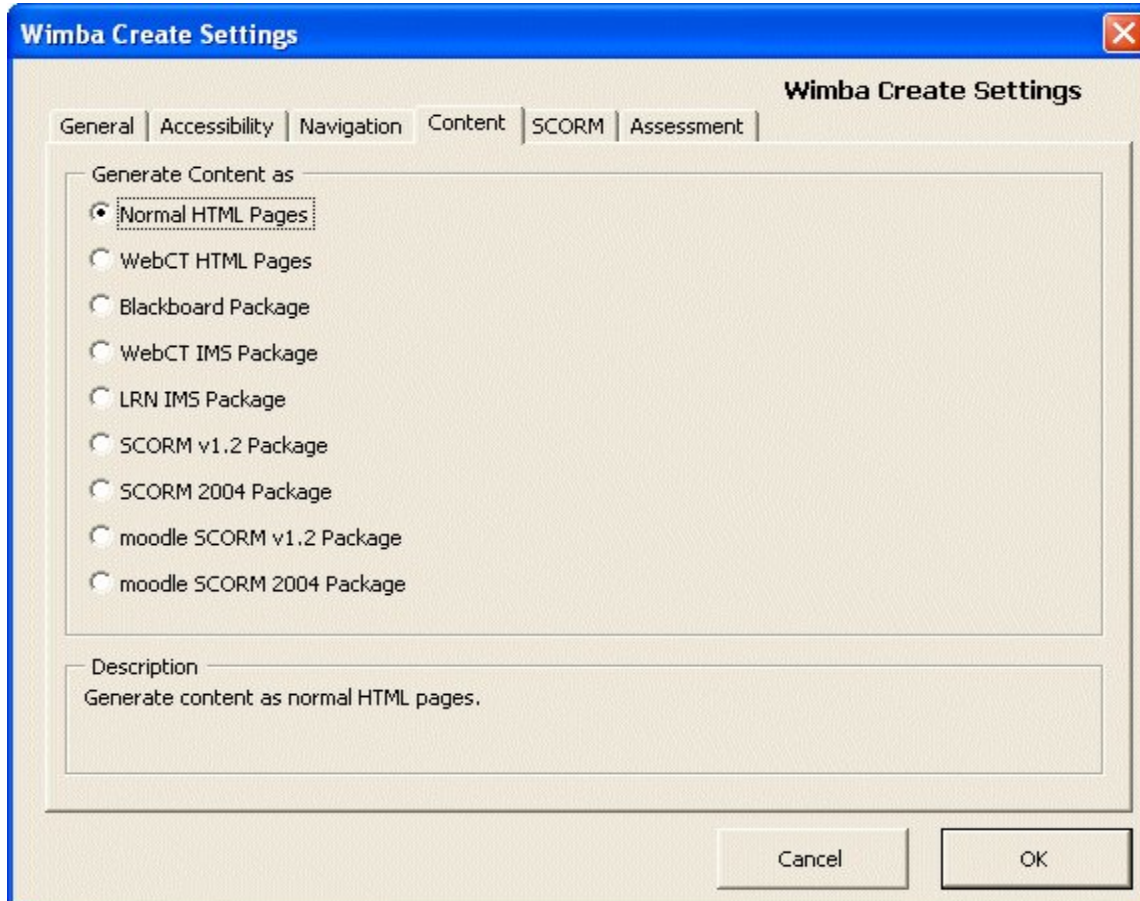 Wimba Create Settings
Wimba Create Settings
General Accessibility Navigation Content SCORM Assessment
Generate Content as
Normal HTML Pages
WebCT HTML Pages
Blackboard Package
WebCT IMS Package
LRN IMS Package
SCORM v1.2 Package
SCORM 2004 Package
moodle SCORM v1.2 Package
moodle SCORM 2004 Package
Description
Generate content as normal HTML pages.
Cancel OK